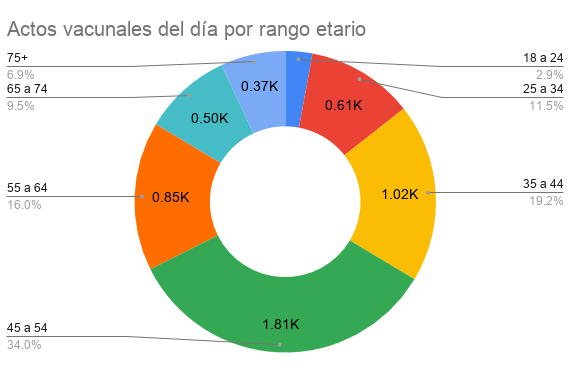 Actos vacunales del día por rango etario
75+
6.9%
65 a 74
9.5%
55 a 64
16.0%
45 a 54
34.0%
18 a 24
2.9%
25 a 34
11.5%
35 a 44
19.2%
0.37K
0.50K
0.61K
0.85K
1.02K
1.81K